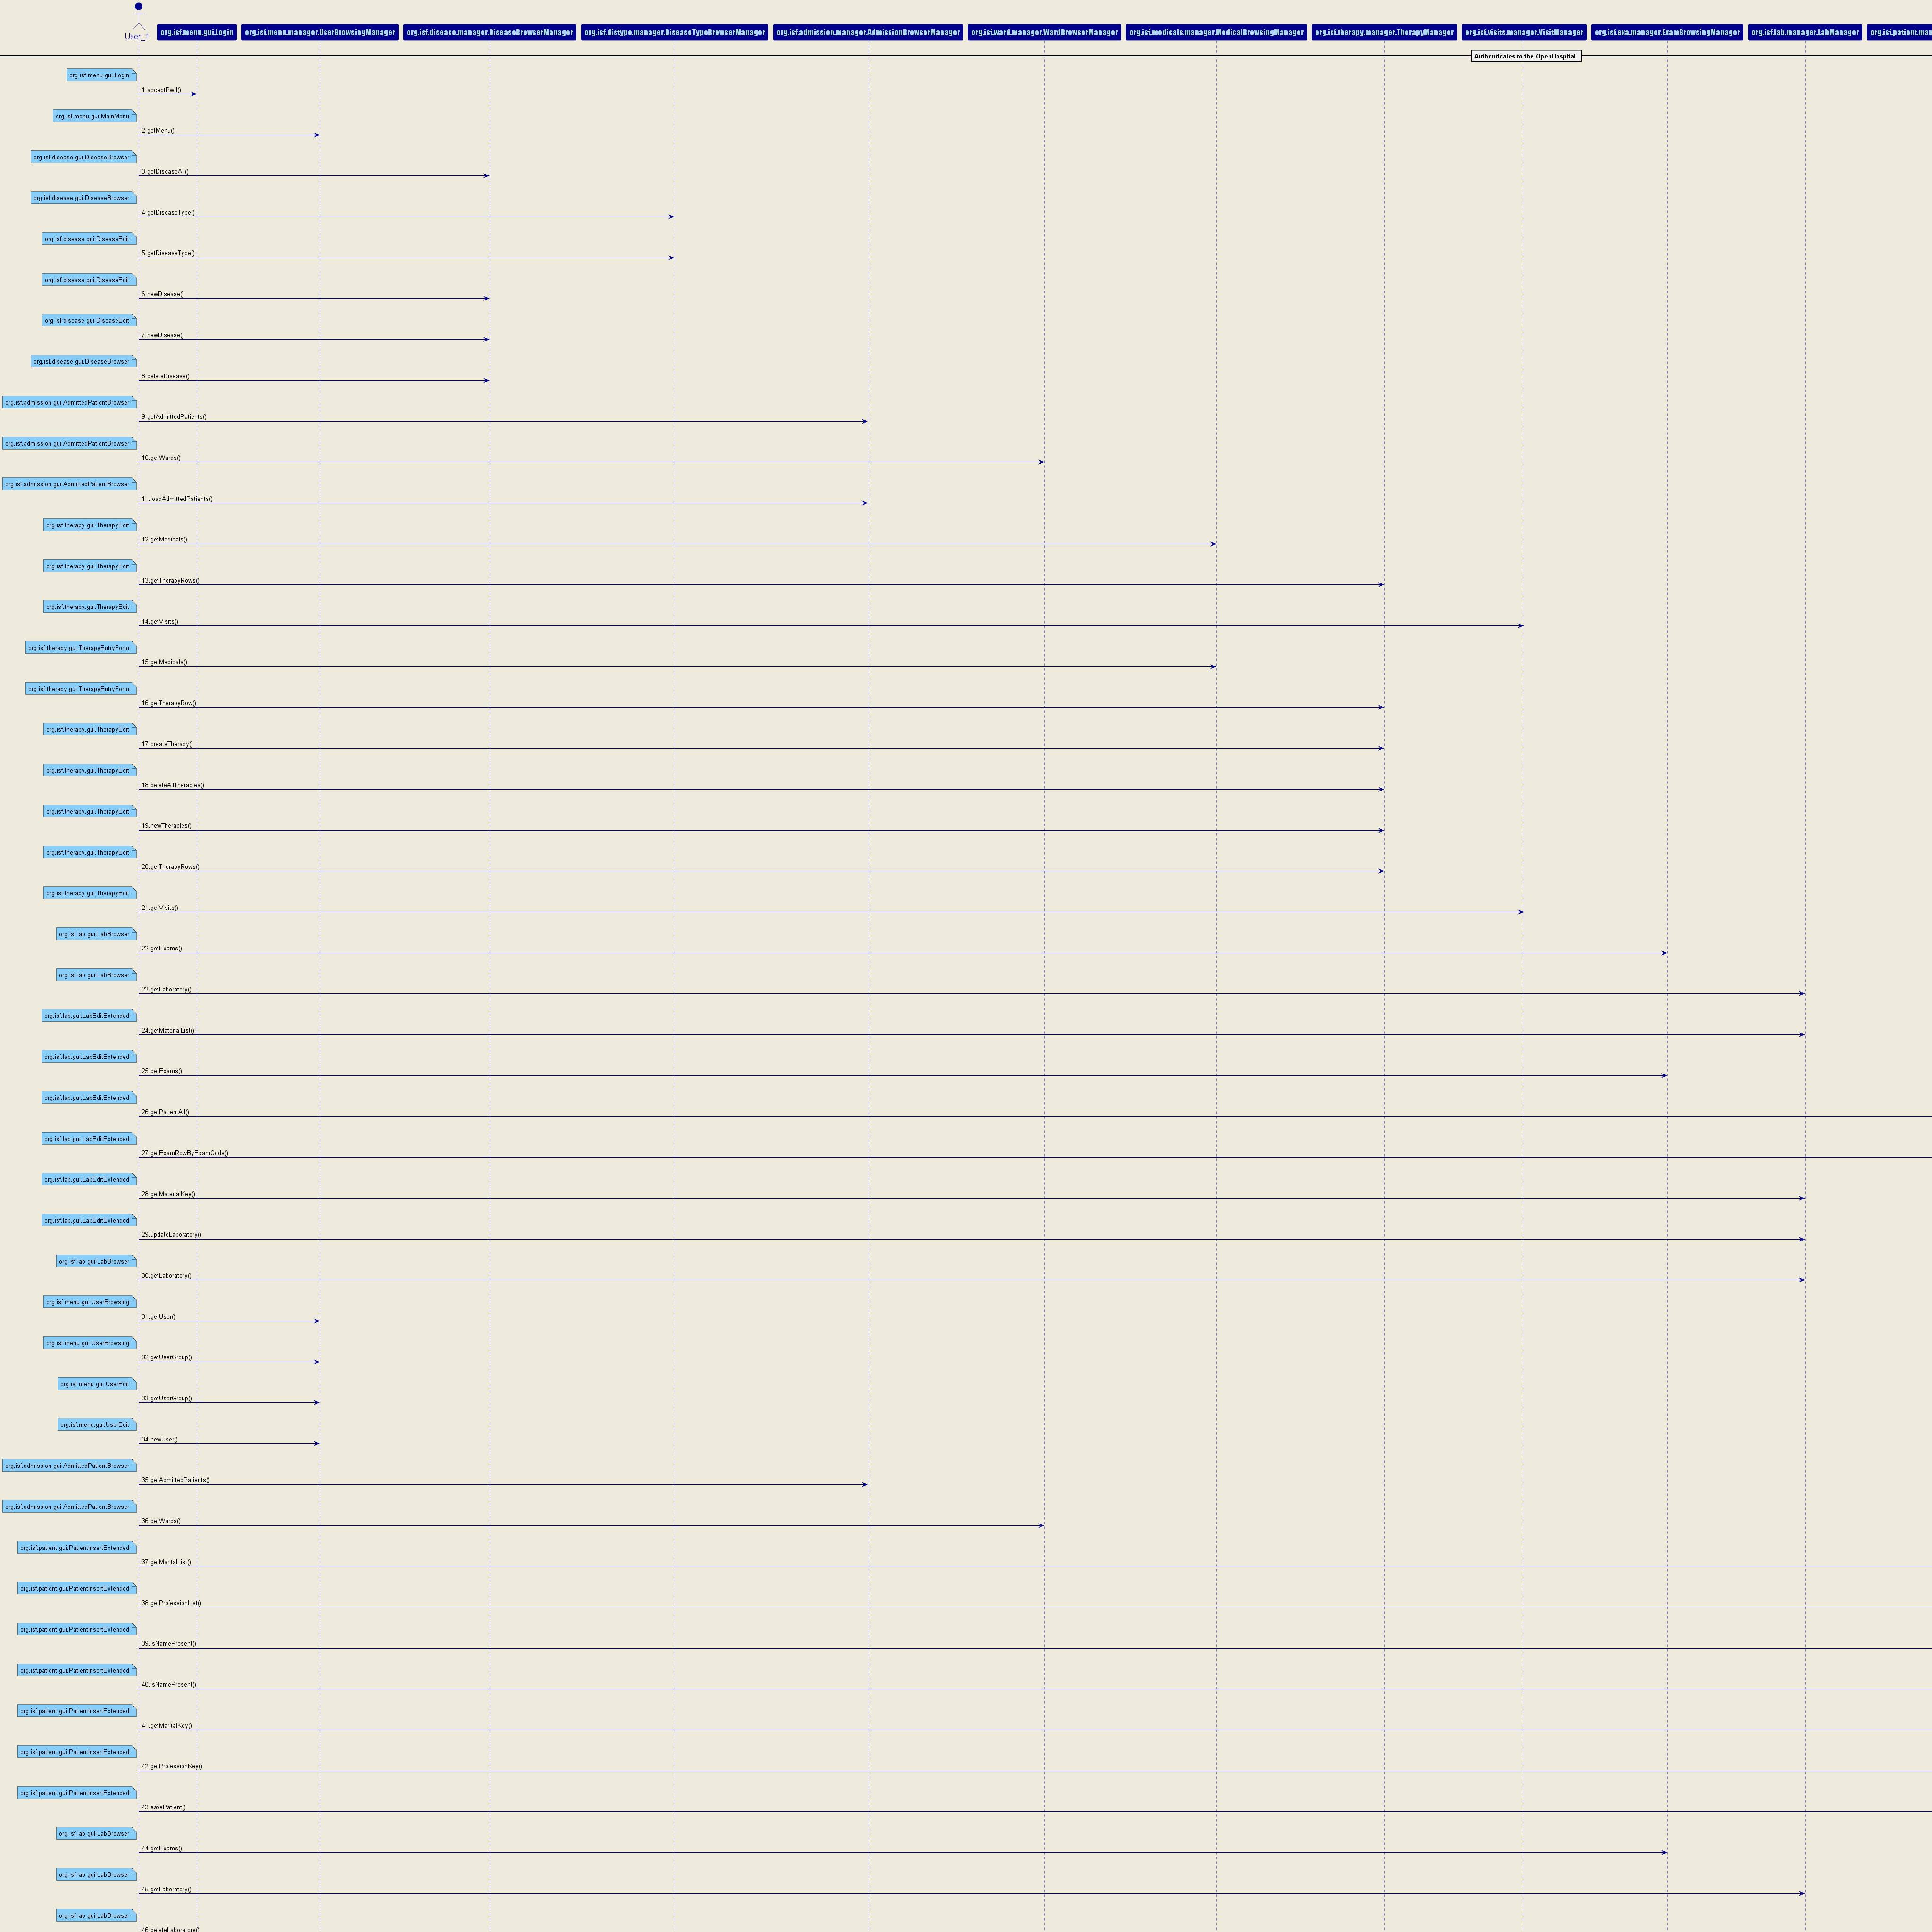 User_1
org.isf.menu.gui.Login
org.isf.menu.manager.UserBrowsingManager
org.isf.disease.manager.DiseaseBrowserManager
org.isf.distype.manager.DiseaseTypeBrowserManager
org.isf.admission.manager.AdmissionBrowserManager
org.isf.ward.manager.WardBrowserManager
org.isf.medicals.manager.MedicalBrowsingManager
org.isf.therapy.manager.TherapyManager
org.isf.visits.manager.VisitManager
org.isf.exa.manager.ExamBrowsingManager
org.isf.lab.manager.LabManager
org.isf.patient.man
Authenticates to the OpenHospital
org.isf.menu.gui.Login
1.acceptPwd()
org.isf.menu.gui.MainMenu
2.getMenu()
org.isf.disease.gui.DiseaseBrowser
3.getDiseaseAll()
org.isf.disease.gui.DiseaseBrowser
4.getDiseaseType()
org.isf.disease.gui.DiseaseEdit
5.getDiseaseType()
org.isf.disease.gui.DiseaseEdit
6.newDisease()
org.isf.disease.gui.DiseaseEdit
7.newDisease()
org.isf.disease.gui.DiseaseBrowser
8.deleteDisease()
org.isf.admission.gui.AdmittedPatientBrowser
9.getAdmittedPatients()
org.isf.admission.gui.AdmittedPatientBrowser
10.getWards()
org.isf.admission.gui.AdmittedPatientBrowser
11.loadAdmittedPatients()
org.isf.therapy.gui.TherapyEdit
12.getMedicals()
org.isf.therapy.gui.TherapyEdit
13.getTherapyRows()
org.isf.therapy.gui.TherapyEdit
14.getVisits()
org.isf.therapy.gui.TherapyEntryForm
15.getMedicals()
org.isf.therapy.gui.TherapyEntryForm
16.getTherapyRow()
org.isf.therapy.gui.TherapyEdit
17.createTherapy()
org.isf.therapy.gui.TherapyEdit
18.deleteAllTherapies()
org.isf.therapy.gui.TherapyEdit
19.newTherapies()
org.isf.therapy.gui.TherapyEdit
20.getTherapyRows()
org.isf.therapy.gui.TherapyEdit
21.getVisits()
org.isf.lab.gui.LabBrowser
22.getExams()
org.isf.lab.gui.LabBrowser
23.getLaboratory()
org.isf.lab.gui.LabEditExtended
24.getMaterialList()
org.isf.lab.gui.LabEditExtended
25.getExams()
org.isf.lab.gui.LabEditExtended
26.getPatientAll()
org.isf.lab.gui.LabEditExtended
27.getExamRowByExamCode()
org.isf.lab.gui.LabEditExtended
28.getMaterialKey()
org.isf.lab.gui.LabEditExtended
29.updateLaboratory()
org.isf.lab.gui.LabBrowser
30.getLaboratory()
org.isf.menu.gui.UserBrowsing
31.getUser()
org.isf.menu.gui.UserBrowsing
32.getUserGroup()
org.isf.menu.gui.UserEdit
33.getUserGroup()
org.isf.menu.gui.UserEdit
34.newUser()
org.isf.admission.gui.AdmittedPatientBrowser
35.getAdmittedPatients()
org.isf.admission.gui.AdmittedPatientBrowser
36.getWards()
org.isf.patient.gui.PatientInsertExtended
37.getMaritalList()
org.isf.patient.gui.PatientInsertExtended
38.getProfessionList()
org.isf.patient.gui.PatientInsertExtended
39.isNamePresent()
org.isf.patient.gui.PatientInsertExtended
40.isNamePresent()
org.isf.patient.gui.PatientInsertExtended
41.getMaritalKey()
org.isf.patient.gui.PatientInsertExtended
42.getProfessionKey()
org.isf.patient.gui.PatientInsertExtended
43.savePatient()
org.isf.lab.gui.LabBrowser
44.getExams()
org.isf.lab.gui.LabBrowser
45.getLaboratory()
org.isf.lab.gui.LabBrowser
46.deleteLaboratory()